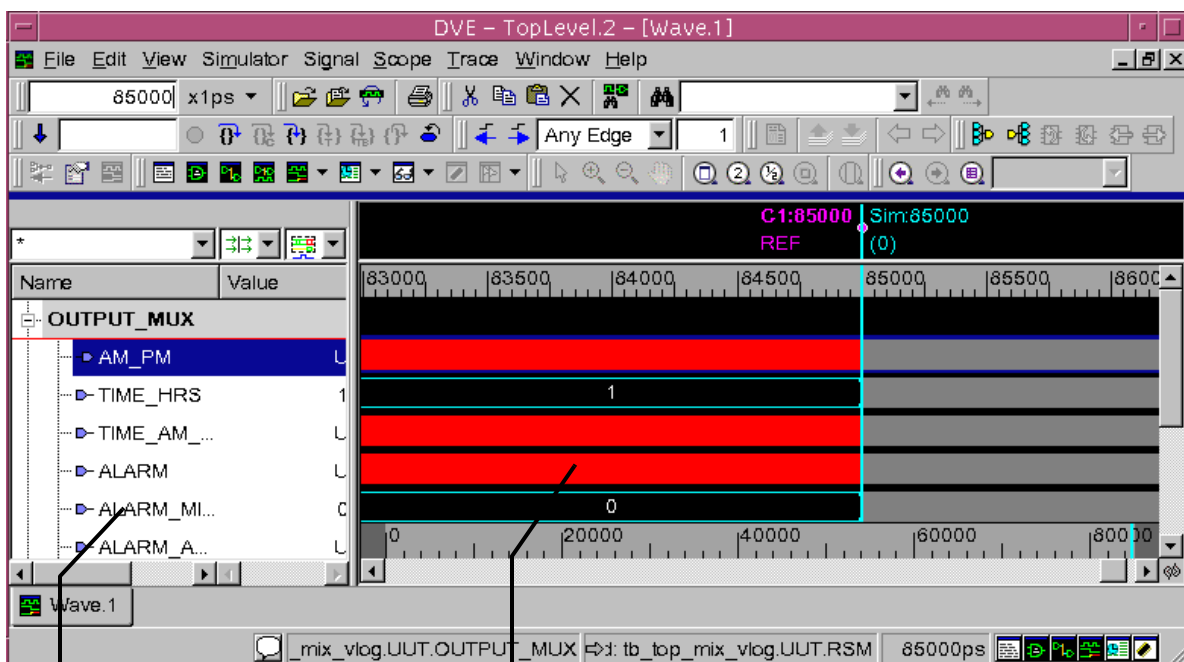 DVE – TopLevel.2 – [Wave.1]
File Edit View Simulator Signal Scope Trace Window Help
85000 x1ps
Any Edge 1
C1:85000 Sim:85000
REF (0)
*
Name Value
83000 83500 84000 84500 85000 85500 8600
OUTPUT_MUX
AM_PM U
TIME_HRS 1 1
TIME_AM_... U
ALARM U
ALARM_MI... 0 0
ALARM_A... U
0 20000 40000 60000 80000
Wave.1
_mix_vlog.UUT.OUTPUT_MUX tb_top_mix_vlog.UUT.RSM 85000ps